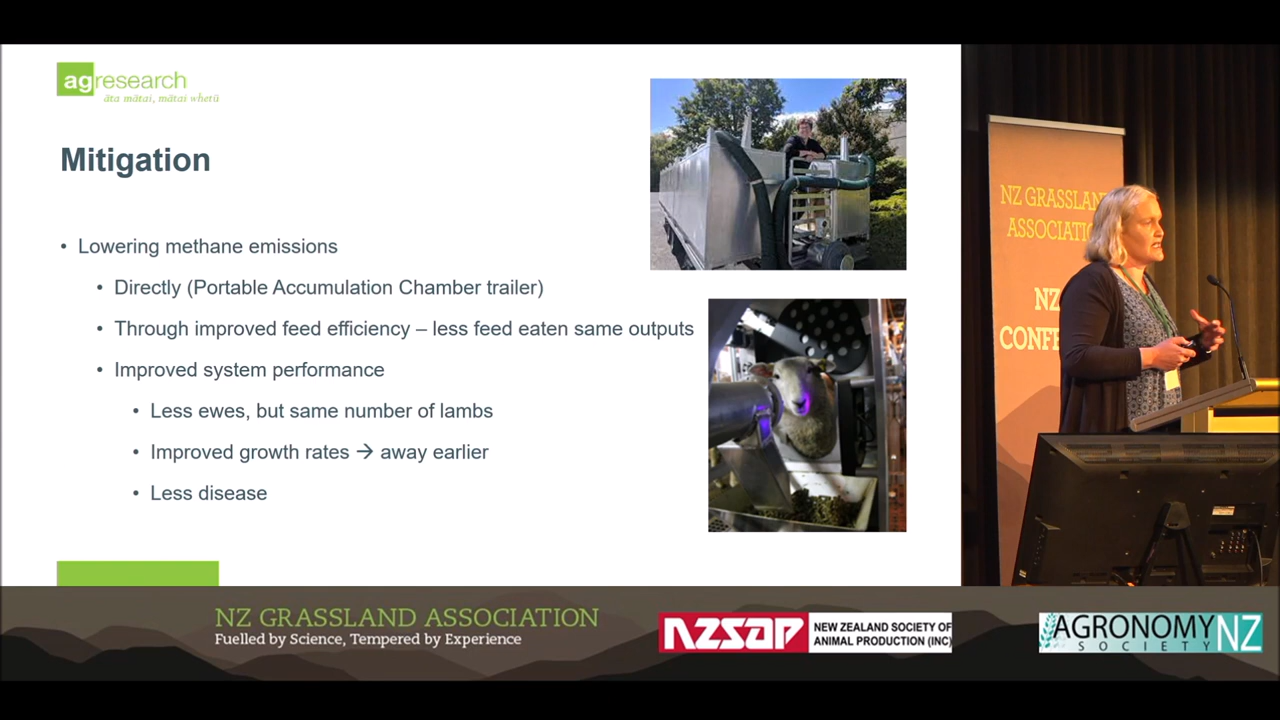 agresearch
āta mātai, mātai whetū
Mitigation
• Lowering methane emissions
• Directly (Portable Accumulation Chamber trailer)
• Through improved feed efficiency – less feed eaten same outputs
• Improved system performance
• Less ewes, but same number of lambs
• Improved growth rates → away earlier
• Less disease
NZ GRASSLAN
ASSOCIATIO
NZ
CONFE
NZ GRASSLAND ASSOCIATION
Fuelled by Science, Tempered by Experience
NZSAP
NEW ZEALAND SOCIETY OF
ANIMAL PRODUCTION (INC)
AGRONOMY NZ
SOCIETY